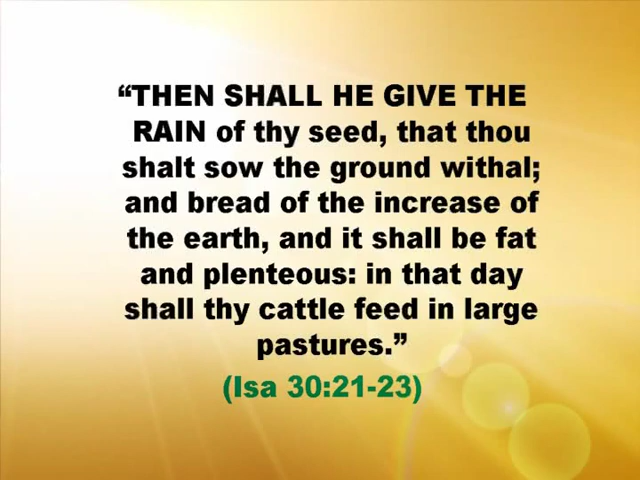 “THEN SHALL HE GIVE THE
RAIN of thy seed, that thou
shalt sow the ground withal;
and bread of the increase of
the earth, and it shall be fat
and plenteous: in that day
shall thy cattle feed in large
pastures.”
(Isa 30:21-23)